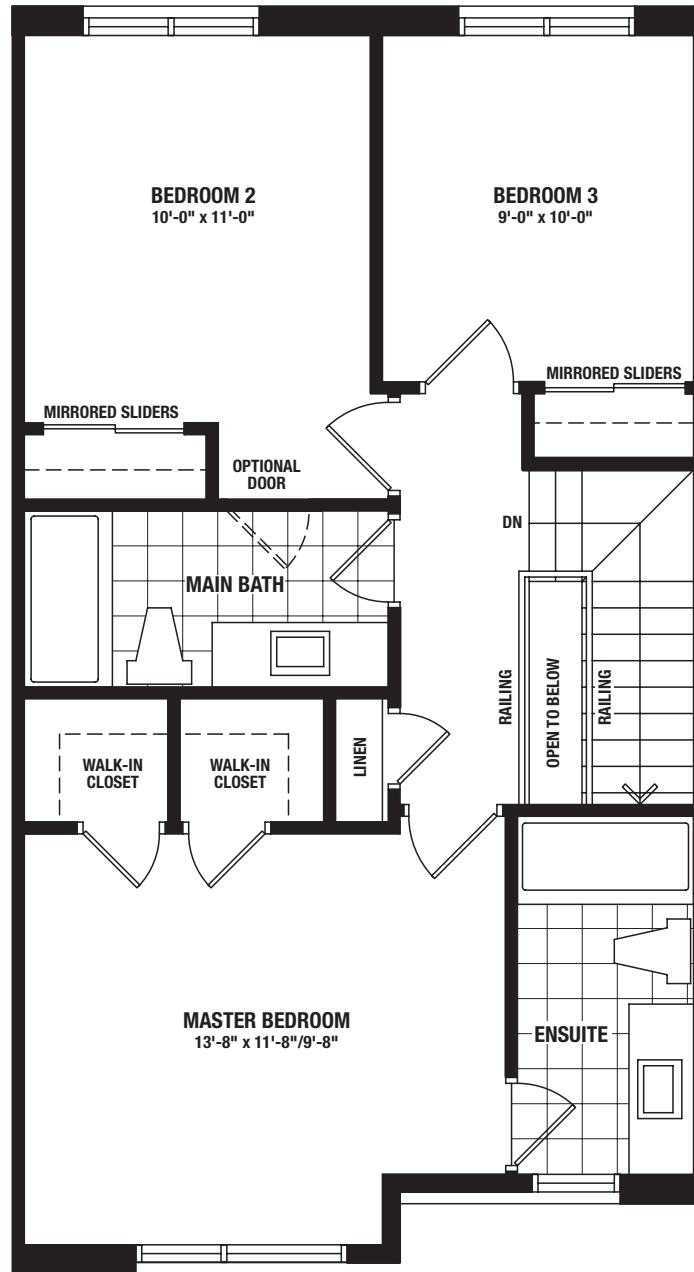 BEDROOM 2
10'-0" x 11'-0"
BEDROOM 3
9'-0" x 10'-0"
MIRRORED SLIDERS
MIRRORED SLIDERS
OPTIONAL
DOOR
DN
MAIN BATH
RAILING
OPEN TO BELOW
RAILING
WALK-IN
CLOSET
WALK-IN
CLOSET
LINEN
MASTER BEDROOM
13'-8" x 11'-8"/9'-8"
ENSUITE